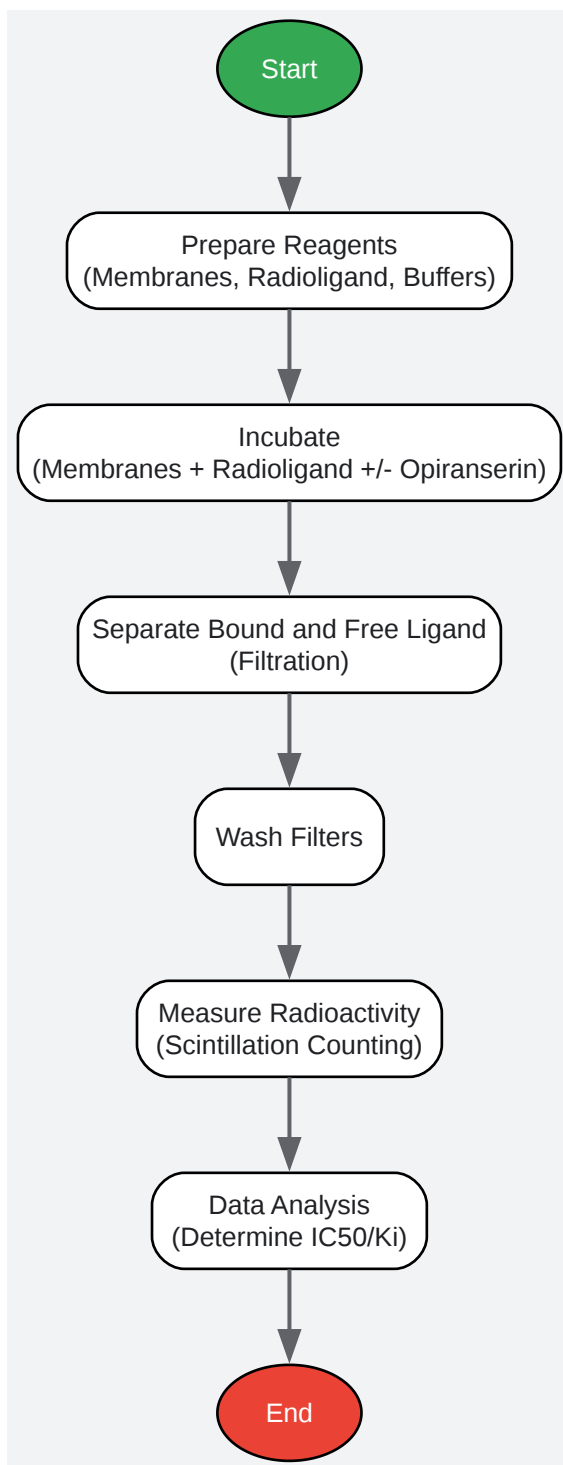 Start
Prepare Reagents
(Membranes, Radioligand, Buffers)
Incubate
(Membranes + Radioligand +/- Opiranserin)
Separate Bound and Free Ligand
(Filtration)
Wash Filters
Measure Radioactivity
(Scintillation Counting)
Data Analysis
(Determine IC50/Ki)
End